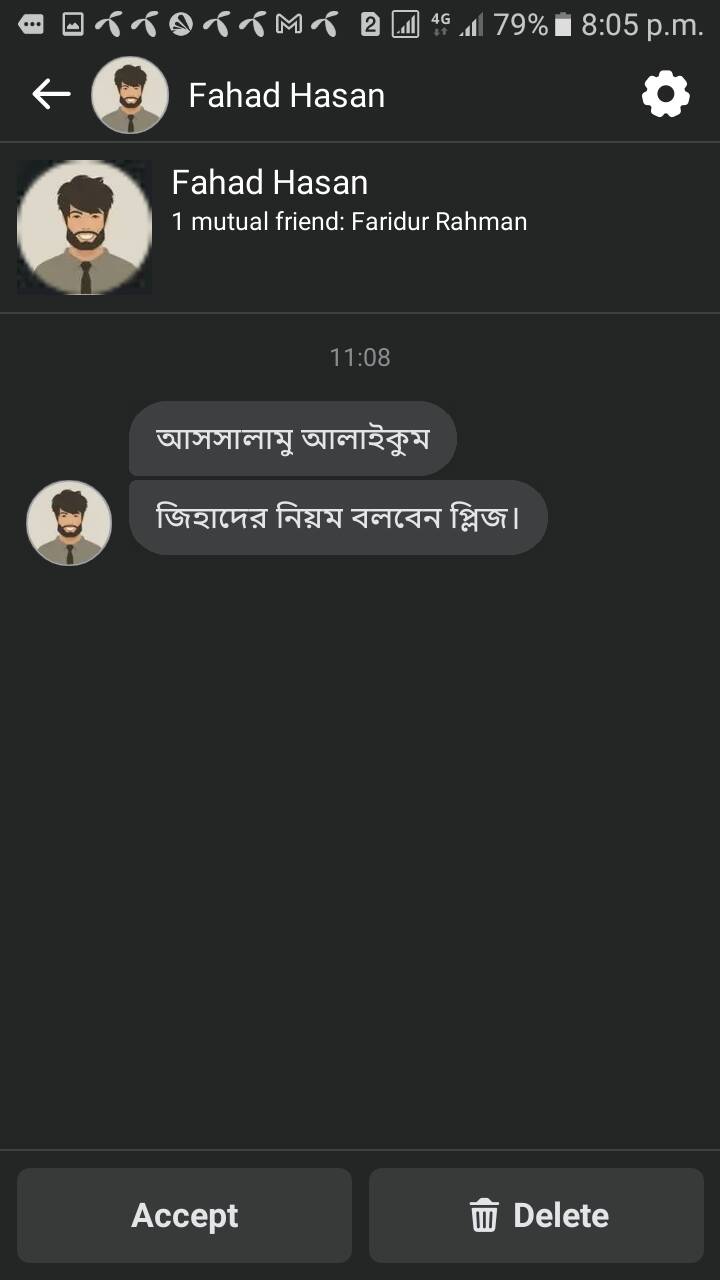 2 4G 79% 8:05 p.m.
Fahad Hasan
Fahad Hasan
1 mutual friend: Faridur Rahman
11:08
আসসালামু আলাইকুম
জিহাদের নিয়ম বলবেন প্লিজ।
Accept
Delete